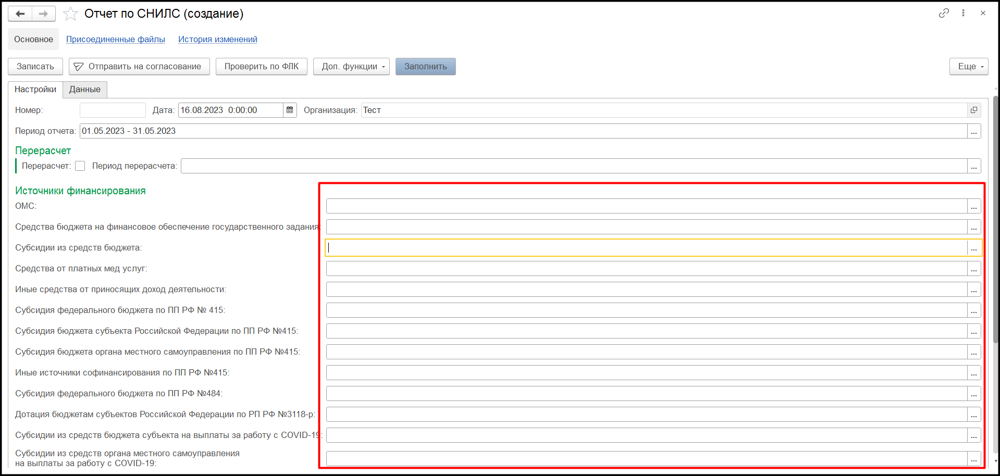 Отчет по СНИЛС (создание)
Основное Присоединенные файлы История изменений
Записать Отправить на согласование Проверить по ФЛК Доп. функции Заполнить Еще
Настройки Данные
Номер: Дата: 16.08.2023 0:00:00 Организация: Тест
Период отчета: 01.05.2023 - 31.05.2023 ...
Перерасчет
Перерасчет: Период перерасчета: ...
Источники финансирования
ОМС: ...
Средства бюджета на финансовое обеспечение государственного задания: ...
Субсидии из средств бюджета: ...
Средства от платных мед услуг: ...
Иные средства от приносящих доход деятельности: ...
Субсидия федерального бюджета по ПП РФ № 415: ...
Субсидия бюджета субъекта Российской Федерации по ПП РФ №415: ...
Субсидия бюджета органа местного самоуправления по ПП РФ №415: ...
Иные источники софинансирования по ПП РФ №415: ...
Субсидия федерального бюджета по ПП РФ №484: ...
Дотация бюджетам субъектов Российской Федерации по РП РФ №3118-р: ...
Субсидии из средств бюджета субъекта на выплаты за работу с COVID-19: ...
Субсидии из средств органа местного самоуправления
на выплаты за работу с COVID-19: ...